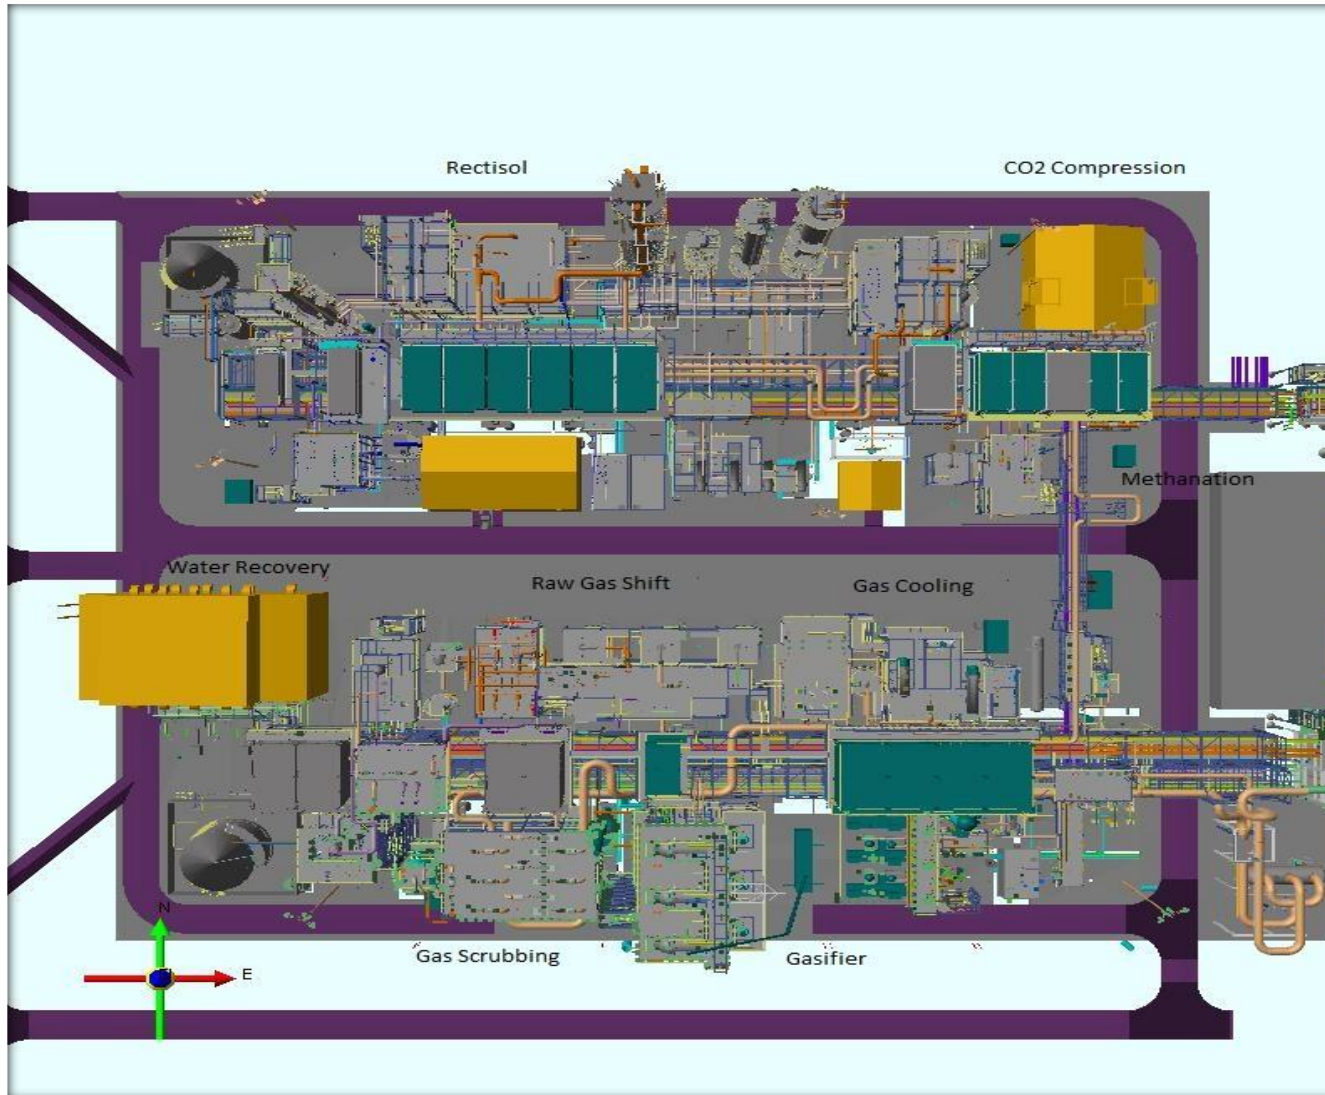 Rectisol
CO2 Compression
Methanation
Water Recovery
Raw Gas Shift
Gas Cooling
N
E
Gas Scrubbing
Gasifier